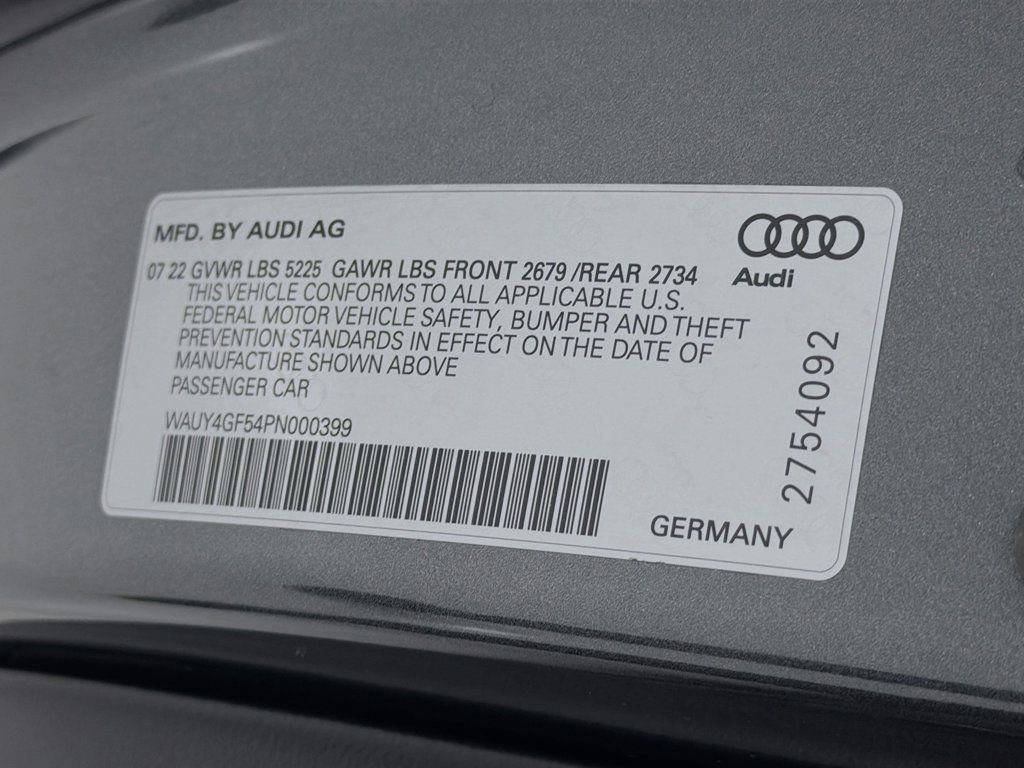 MFD. BY AUDI AG
Audi
07 22 GVWR LBS 5225 GAWR LBS FRONT 2679 /REAR 2734
THIS VEHICLE CONFORMS TO ALL APPLICABLE U.S.
FEDERAL MOTOR VEHICLE SAFETY, BUMPER AND THEFT
PREVENTION STANDARDS IN EFFECT ON THE DATE OF
MANUFACTURE SHOWN ABOVE
PASSENGER CAR
WAUY4GF54PN000399
GERMANY
2754092